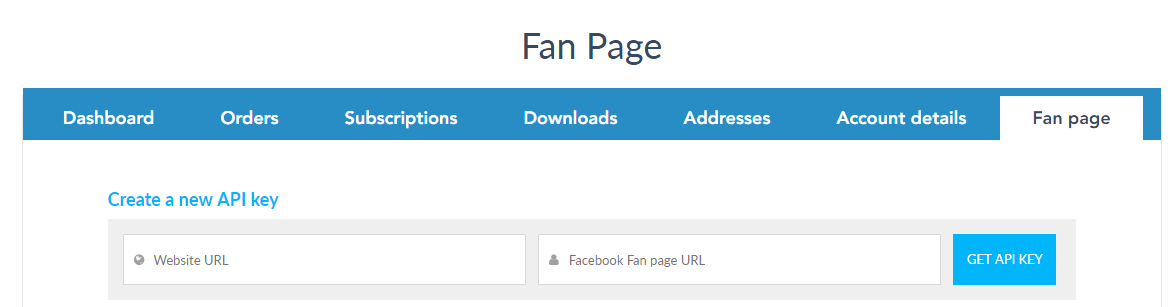 Fan Page
Dashboard Orders Subscriptions Downloads Addresses Account details Fan page
Create a new API key
Website URL Facebook Fan page URL GET API KEY